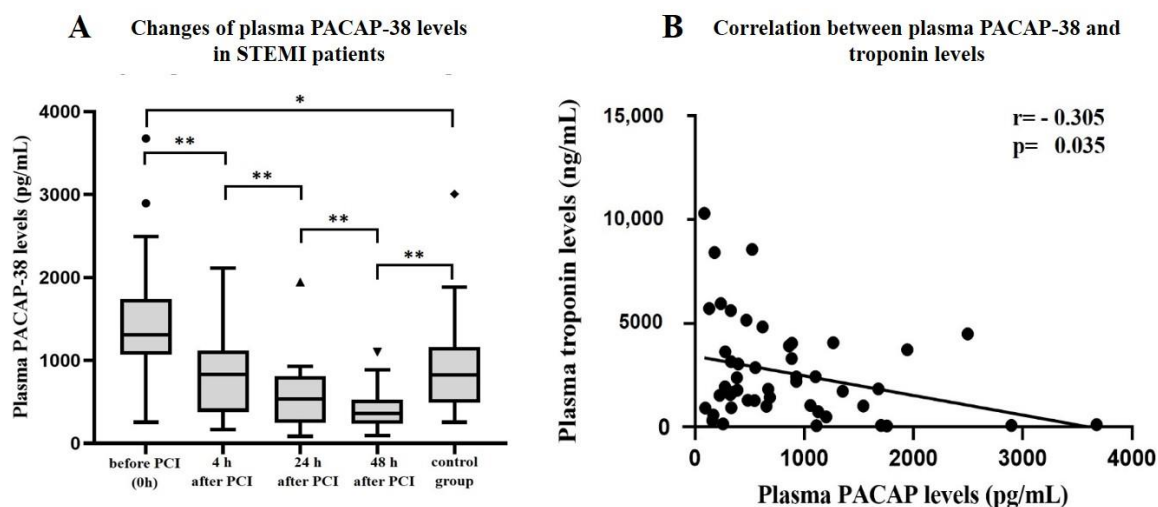 A
Changes of plasma PACAP-38 levels
in STEMI patients
Plasma PACAP-38 levels (pg/mL)
4000
3000
2000
1000
0
*
**
**
**
**
before PCI
(0h)
4 h
after PCI
24 h
after PCI
48 h
after PCI
control
group
B
Correlation between plasma PACAP-38 and
troponin levels
r= - 0.305
p= 0.035
Plasma troponin levels (ng/mL)
15,000
10,000
5000
0
0 1000 2000 3000 4000
Plasma PACAP levels (pg/mL)